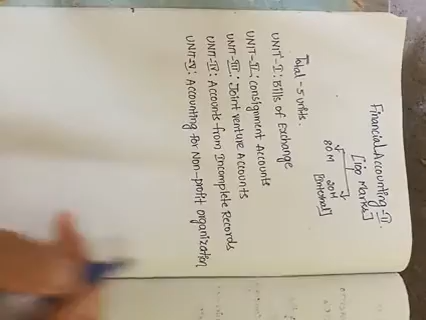 Financial Accounting-II.
[100 Marks]
80 M
20 M
[Internal]
Total - 5 units.
UNIT-I: Bills of Exchange
UNIT-II: Consignment Accounts
UNIT-III: Joint venture Accounts
UNIT-IV: Accounts from Incomplete Records
UNIT-V: Accounting for Non-profit organization